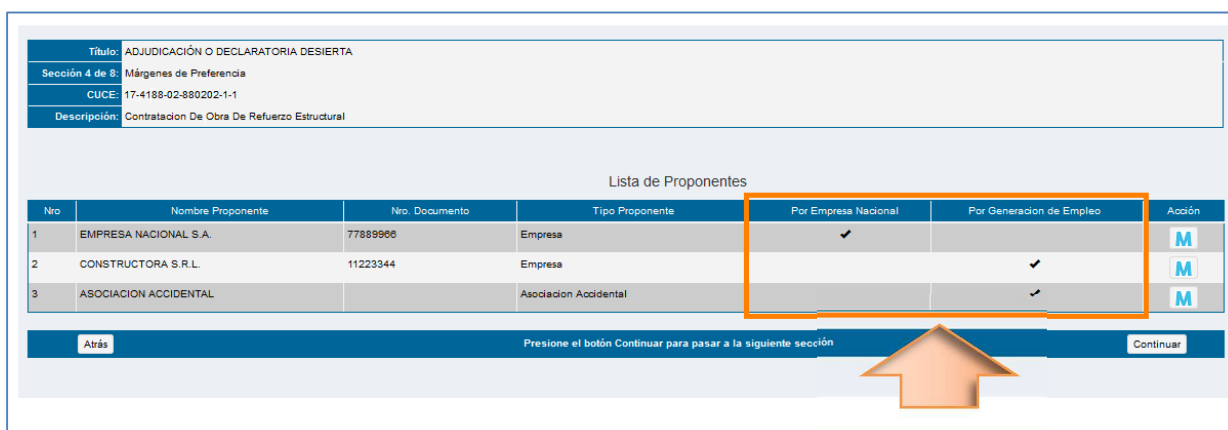 Título: ADJUDICACIÓN O DECLARATORIA DESIERTA
Sección 4 de 8: Márgenes de Preferencia
CUCE: 17-4188-02-880202-1-1
Descripción: Contratacion De Obra De Refuerzo Estructural
Lista de Proponentes
Nro Nombre Proponente Nro. Documento Tipo Proponente Por Empresa Nacional Por Generacion de Empleo Acción
1 EMPRESA NACIONAL S.A. 77889966 Empresa ✔ M
2 CONSTRUCTORA S.R.L. 11223344 Empresa ✔ M
3 ASOCIACION ACCIDENTAL Asociacion Accidental ✔ M
Atrás Presione el botón Continuar para pasar a la siguiente sección Continuar